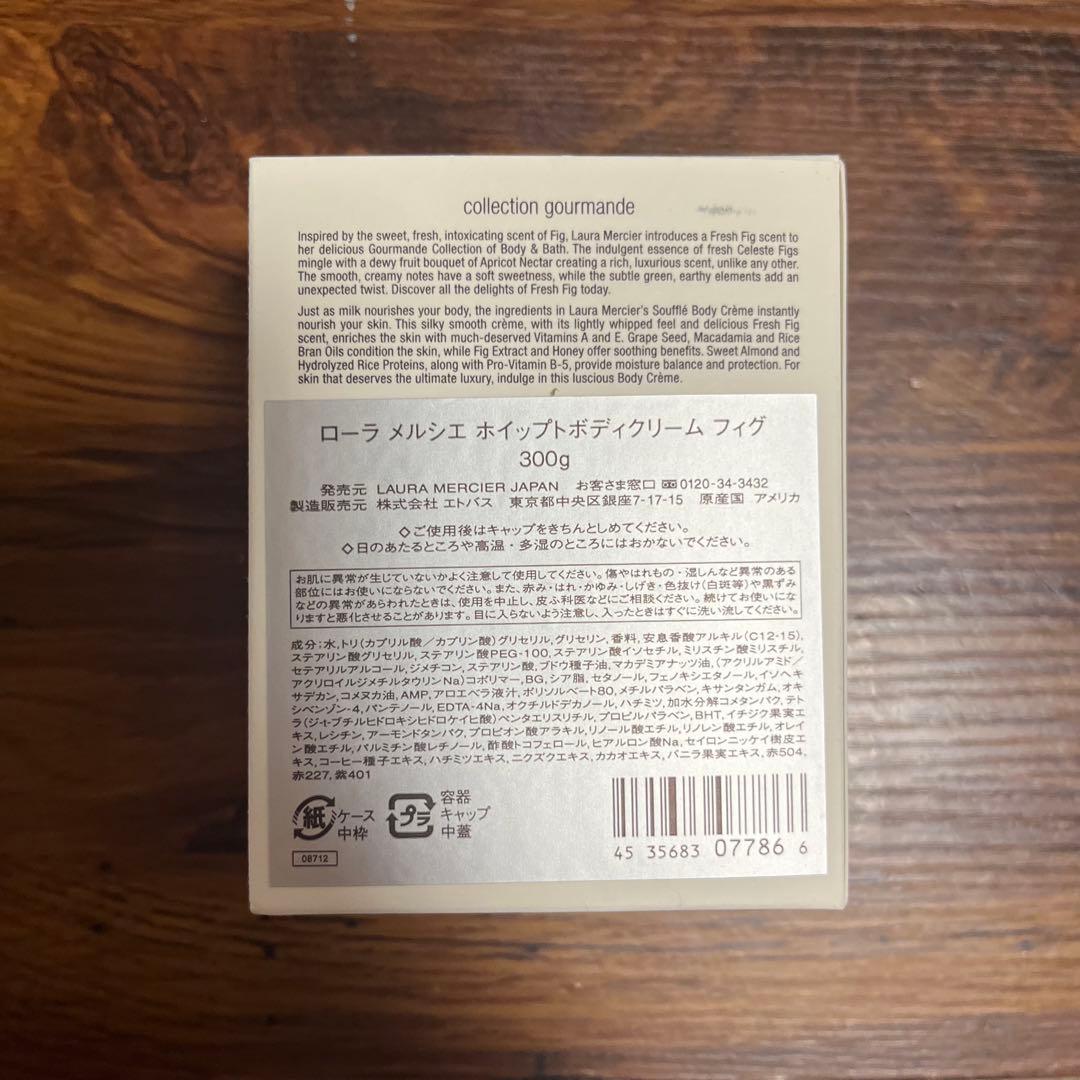 collection gourmande
Inspired by the sweet, fresh, intoxicating scent of Fig, Laura Mercier introduces a Fresh Fig scent to
her delicious Gourmande Collection of Body & Bath. The indulgent essence of fresh Celeste Figs
mingle with a dewy fruit bouquet of Apricot Nectar creating a rich, luxurious scent, unlike any other.
The smooth, creamy notes have a soft sweetness, while the subtle green, earthy elements add an
unexpected twist. Discover all the delights of Fresh Fig today.
Just as milk nourishes your body, the ingredients in Laura Mercier's Soufflé Body Crème instantly
nourish your skin. This silky smooth crème, with its lightly whipped feel and delicious Fresh Fig
scent, enriches the skin with much-deserved Vitamins A and E. Grape Seed, Macadamia and Rice
Bran Oils condition the skin, while Fig Extract and Honey offer soothing benefits. Sweet Almond and
Hydrolyzed Rice Proteins, along with Pro-Vitamin B-5, provide moisture balance and protection. For
skin that deserves the ultimate luxury, indulge in this luscious Body Crème.
ローラ メルシエ ホイップトボディクリーム フィグ
300g
発売元 LAURA MERCIER JAPAN お客さま窓口 0120-34-3432
製造販売元 株式会社 エトバス 東京都中央区銀座7-17-15 原産国 アメリカ
◇ご使用後はキャップをきちんとしめてください。
◇日のあたるところや高温・多湿のところにはおかないでください。
お肌に異常が生じていないかよく注意して使用してください。傷やはれもの・湿しんなど異常のある
部位にはお使いにならないでください。また、赤み・はれ・かゆみ・しげき・色抜け(白斑等)や黒ずみ
などの異常があらわれたときは、使用を中止し、皮ふ科医などにご相談ください。続けてお使いにな
りますと悪化させることがあります。目に入らないよう注意し、入ったときはすぐに洗い流してください。
成分:水,トリ(カプリル酸/カプリン酸)グリセリル,グリセリン,香料,安息香酸アルキル(C12-15),
ステアリン酸グリセリル,ステアリン酸PEG-100,ステアリン酸イソセチル,ミリスチン酸ミリスチル,
セテアリルアルコール,ジメチコン,ステアリン酸,ブドウ種子油,マカデミアナッツ油,(アクリルアミド/
アクリロイルジメチルタウリンNa)コポリマー,BG,シア脂,セタノール,フェノキシエタノール,イソヘキ
サデカン,コメヌカ油,AMP,アロエベラ液汁,ポリソルベート80,メチルパラベン,キサンタンガム,オキ
シベンゾン-4,パンテノール,EDTA-4Na,オクチルドデカノール,ハチミツ,加水分解コメタンパク,テト
ラ(ジ-t-ブチルヒドロキシヒドロケイヒ酸)ペンタエリスリチル,プロピルパラベン,BHT,イチジク果実エ
キス,レシチン,アーモンドタンパク,プロピオン酸アラキル,リノール酸エチル,リノレン酸エチル,オレイ
ン酸エチル,パルミチン酸レチノール,酢酸トコフェロール,ヒアルロン酸Na,セイロンニッケイ樹皮エ
キス,コーヒー種子エキス,ハチミツエキス,ニクズクエキス,カカオエキス,バニラ果実エキス,赤504,
赤227,紫401
紙 ケース
中枠
プラ 容器
キャップ
中蓋
08712
4535683077866